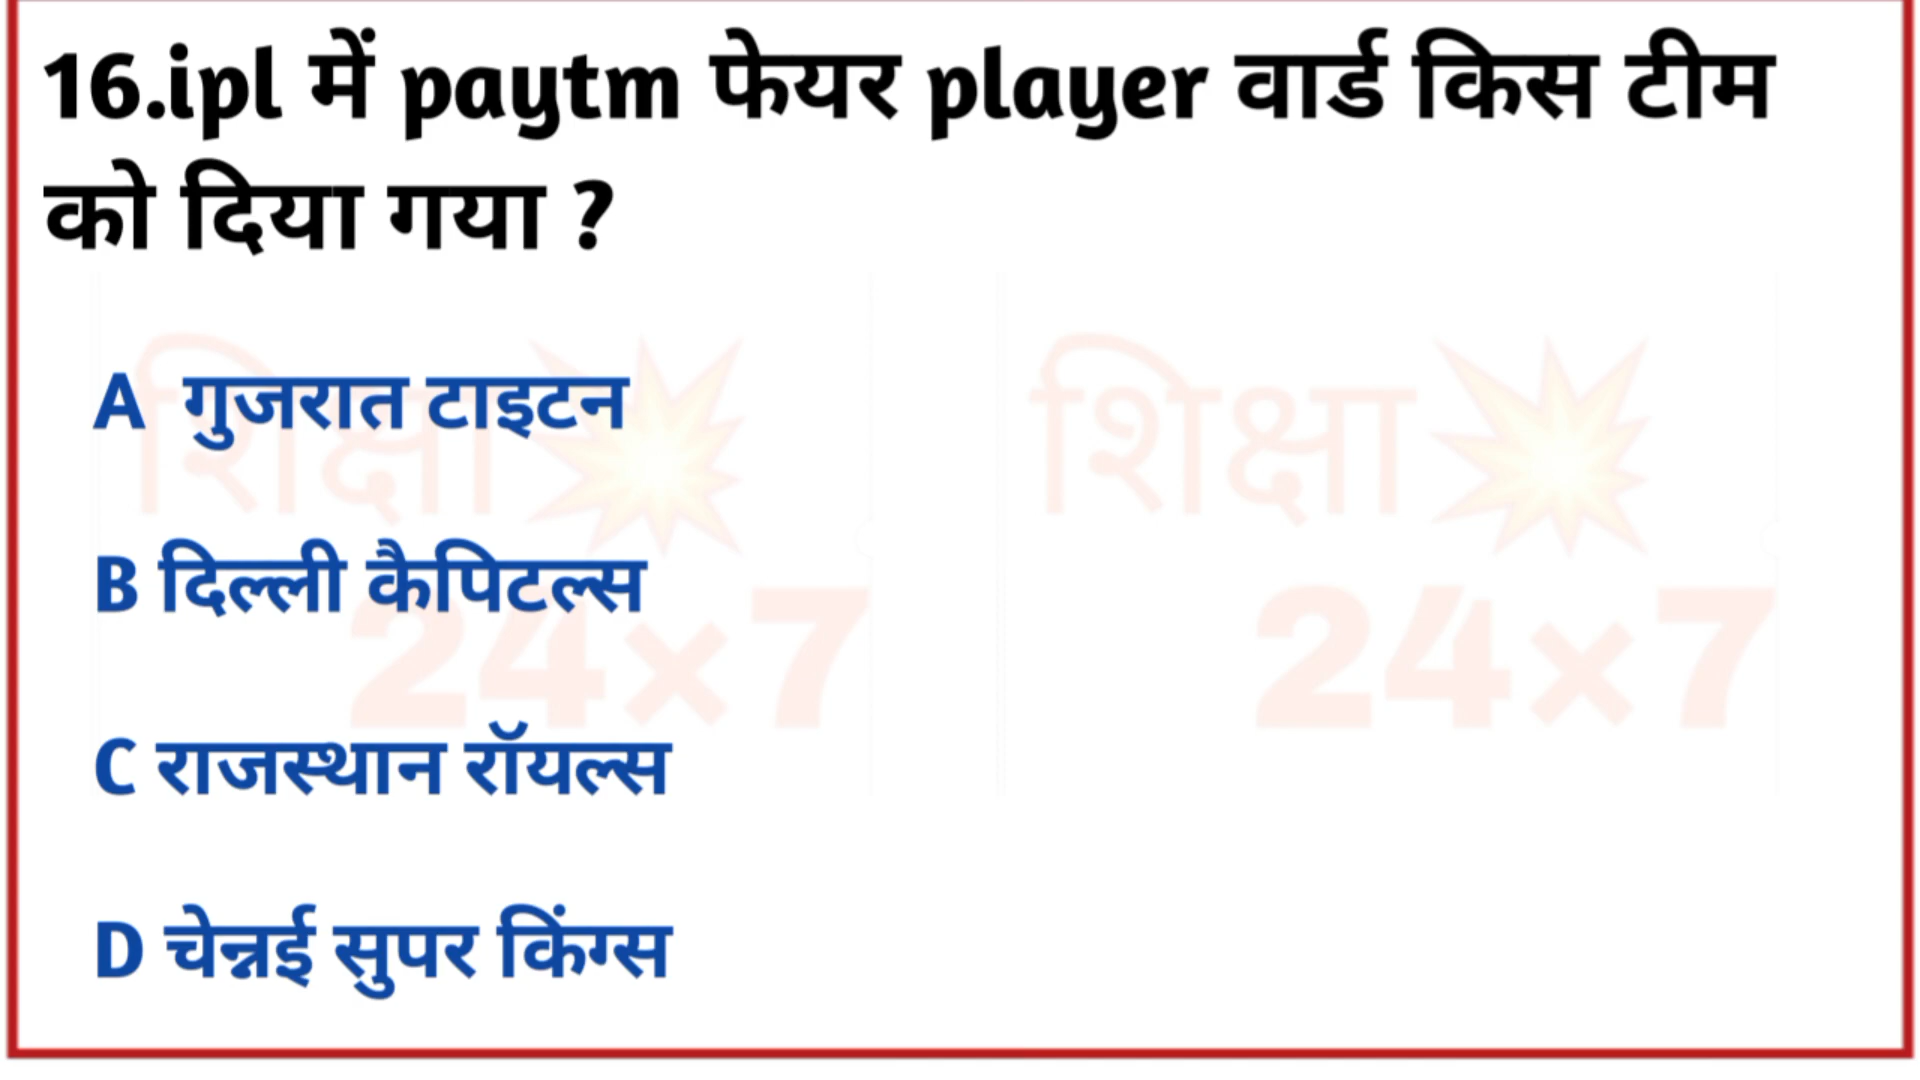 16.ipl में paytm फेयर player वार्ड किस टीम
को दिया गया ?
शिक्षा
शिक्षा
A गुजरात टाइटन
B दिल्ली कैपिटल्स
24×7
24×7
C राजस्थान रॉयल्स
D चेन्नई सुपर किंग्स